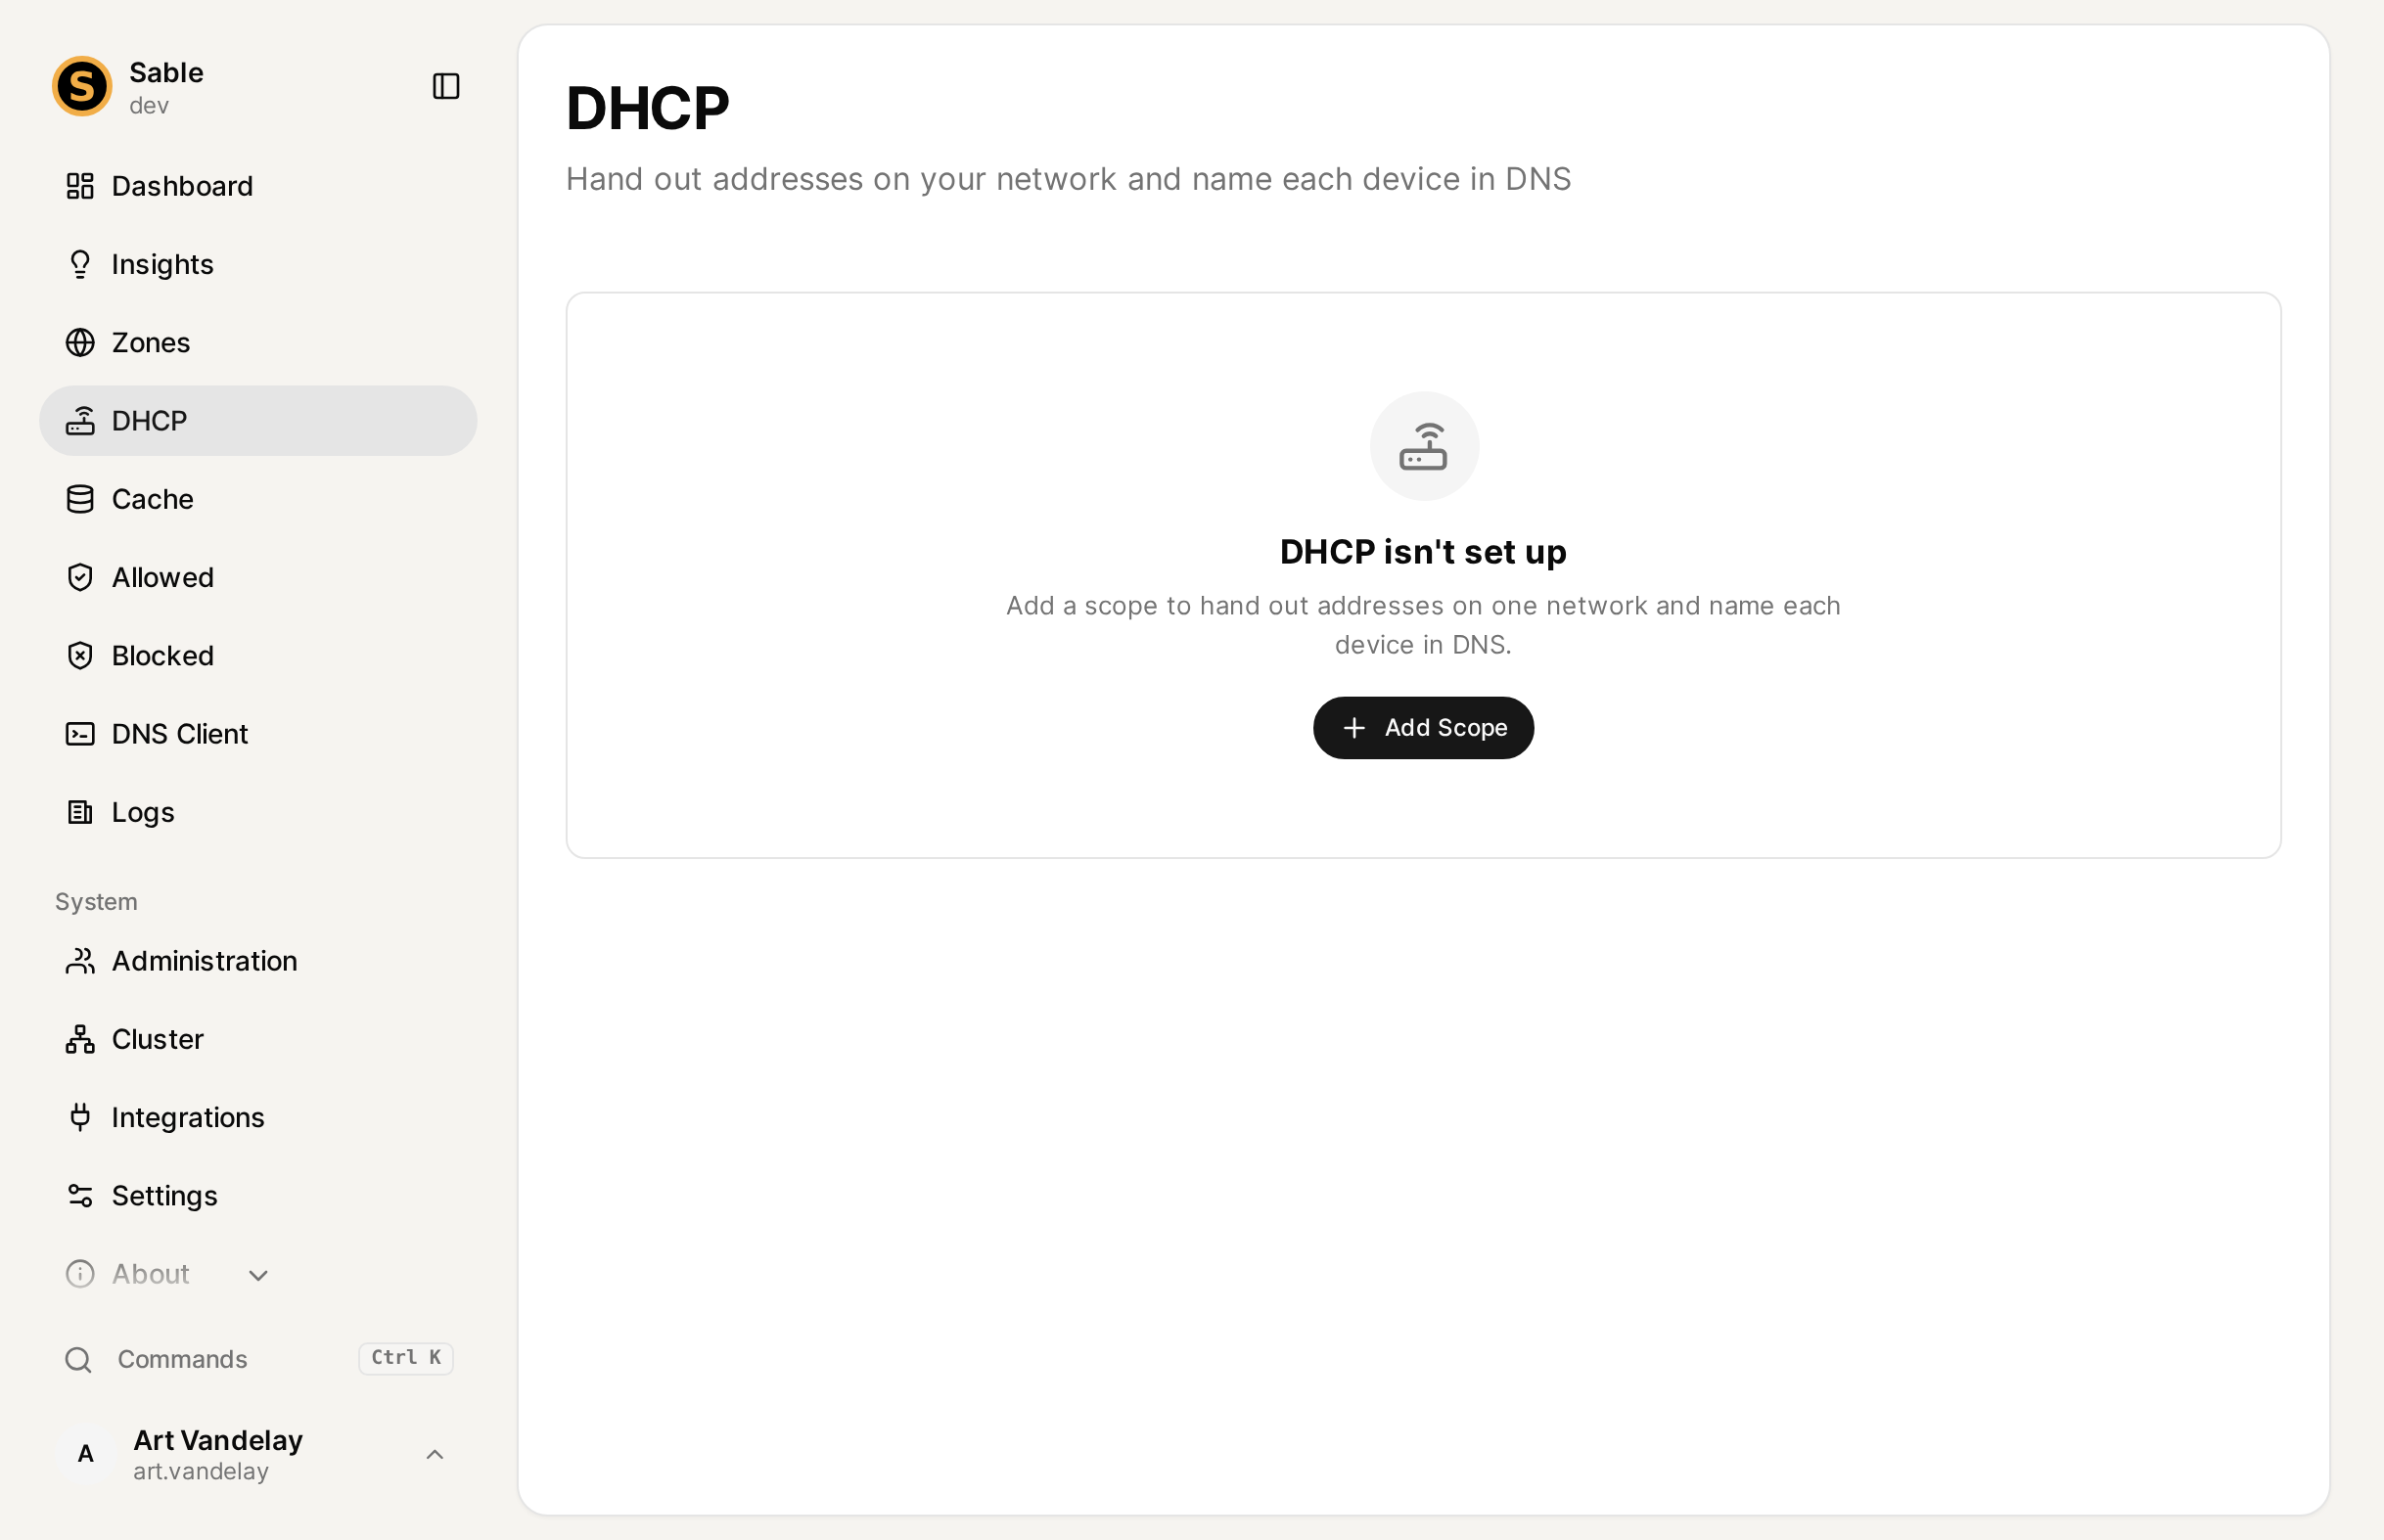 S
Sable
dev
Dashboard
Insights
Zones
DHCP
Cache
Allowed
Blocked
DNS Client
Logs
System
Administration
Cluster
Integrations
Settings
About
Commands
Ctrl K
A
Art Vandelay
art.vandelay
DHCP
Hand out addresses on your network and name each device in DNS
DHCP isn't set up
Add a scope to hand out addresses on one network and name each
device in DNS.
Add Scope